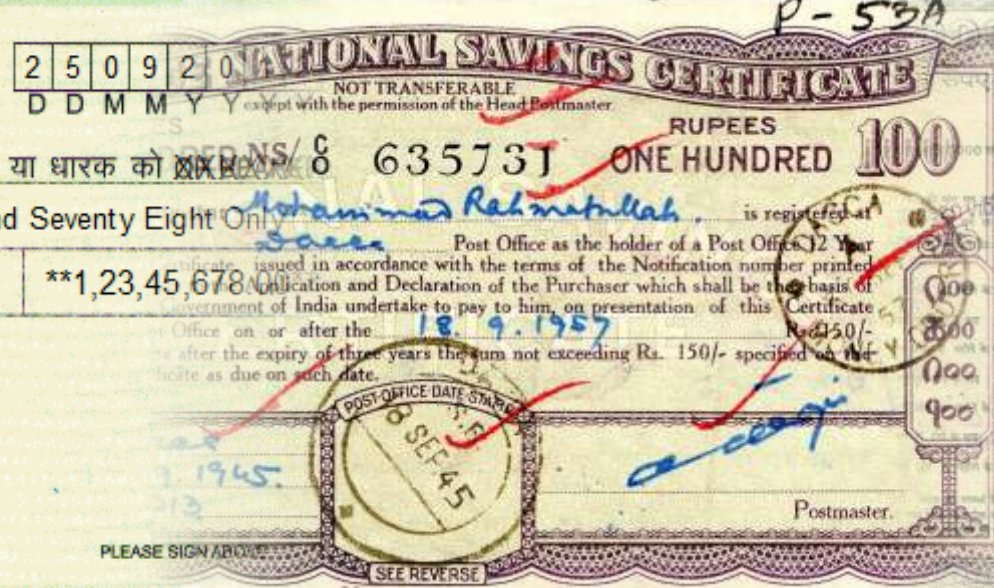 P - 53A
2 5 0 9 2 0
NATIONAL SAVINGS CERTIFICATE
D D M M Y Y Y Y
NOT TRANSFERABLE
except with the permission of the Head Postmaster.
NS/ C 8 635731
RUPEES
ONE HUNDRED 100
या धारक को
Seventy Eight Only
Mohammad Rahmatullah. is registered at
Dacca Post Office as the holder of a Post Office 12 Year
issued in accordance with the terms of the Notification number printed
**1,23,45,678
Application and Declaration of the Purchaser which shall be the basis of
Government of India undertake to pay to him, on presentation of this Certificate
Office on or after the 18. 9. 1957 Rs. 150/-
after the expiry of three years the sum not exceeding Rs. 150/- specified on the
as due on such date.
DACCA
POST OFFICE DATE STAMP
8 SEP 45
१००
9. 1945.
Postmaster.
PLEASE SIGN ABOVE
SEE REVERSE